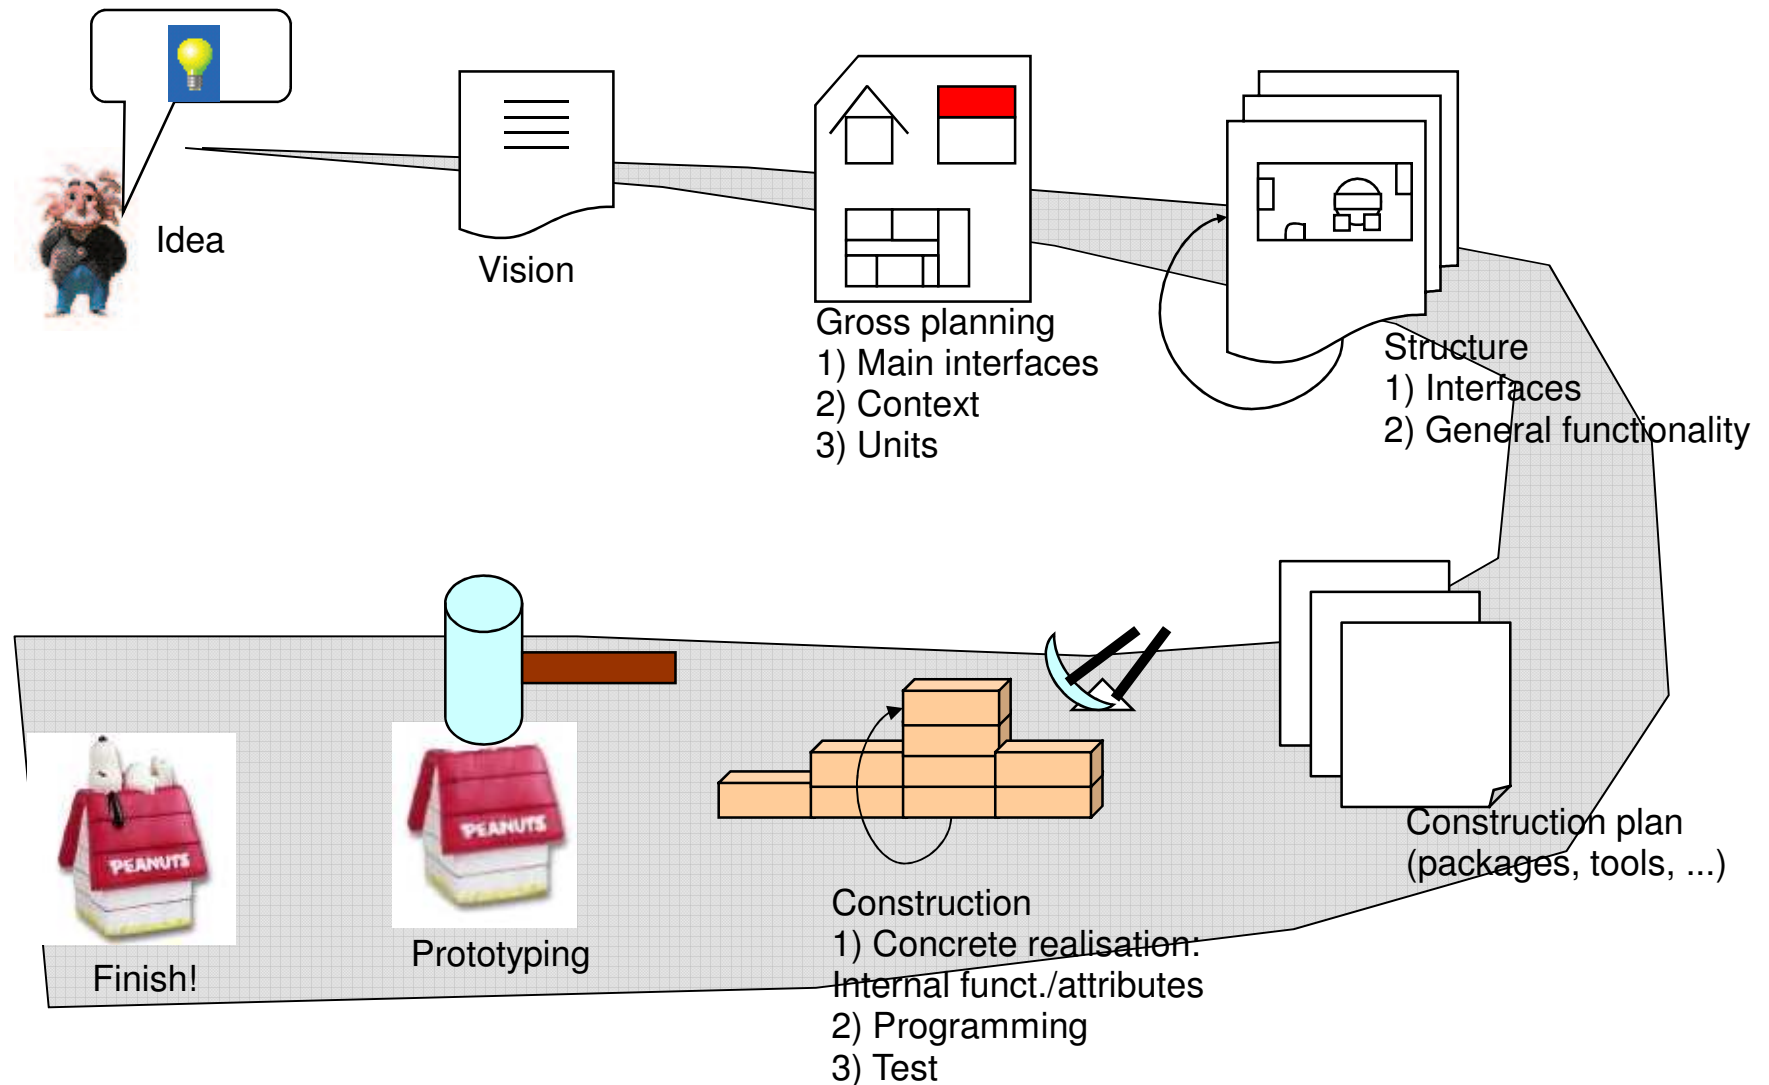 Idea
Vision
Gross planning
1) Main interfaces
2) Context
3) Units
Structure
1) Interfaces
2) General functionality
Construction plan
(packages, tools, ...)
Construction
1) Concrete realisation:
Internal funct./attributes
2) Programming
3) Test
PEANUTS
Prototyping
PEANUTS
Finish!